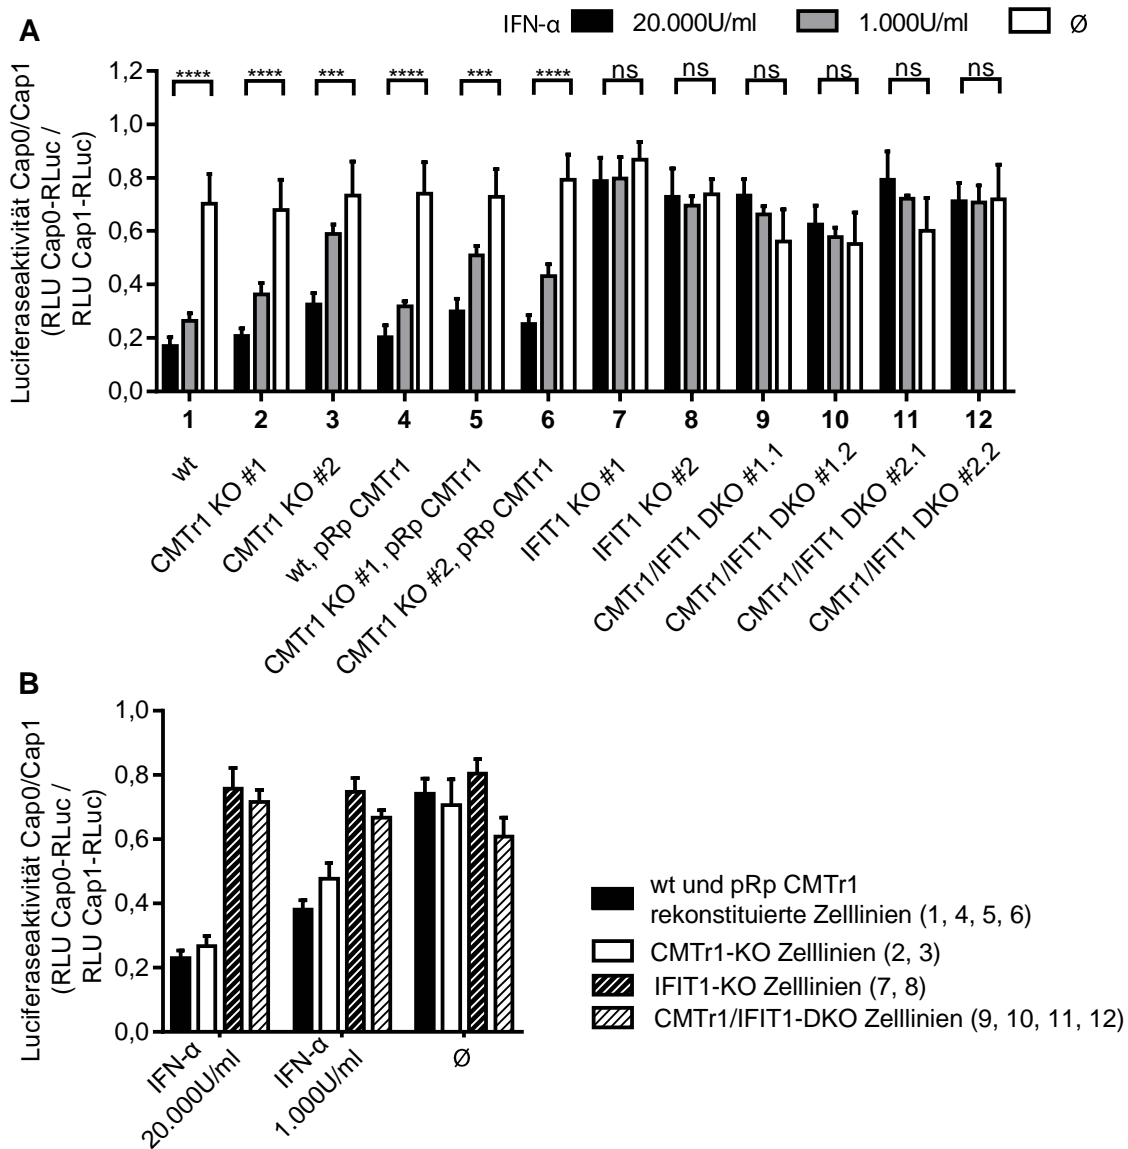 A
IFN-α 20.000U/ml 1.000U/ml Ø
Luciferaseaktivität Cap0/Cap1
(RLU Cap0-RLuc /
RLU Cap1-RLuc)
1,2
1,0
0,8
0,6
0,4
0,2
0,0
**** **** *** **** *** **** ns ns ns ns ns ns
1 2 3 4 5 6 7 8 9 10 11 12
wt
CMTr1 KO #1
CMTr1 KO #2
wt, pRp CMTr1
CMTr1 KO #1, pRp CMTr1
CMTr1 KO #2, pRp CMTr1
IFIT1 KO #1
IFIT1 KO #2
CMTr1/IFIT1 DKO #1.1
CMTr1/IFIT1 DKO #1.2
CMTr1/IFIT1 DKO #2.1
CMTr1/IFIT1 DKO #2.2
B
Luciferaseaktivität Cap0/Cap1
(RLU Cap0-RLuc /
RLU Cap1-RLuc)
1,0
0,8
0,6
0,4
0,2
0,0
IFN-α
20.000U/ml
IFN-α
1.000U/ml
Ø
wt und pRp CMTr1
rekonstituierte Zelllinien (1, 4, 5, 6)
CMTr1-KO Zelllinien (2, 3)
IFIT1-KO Zelllinien (7, 8)
CMTr1/IFIT1-DKO Zelllinien (9, 10, 11, 12)